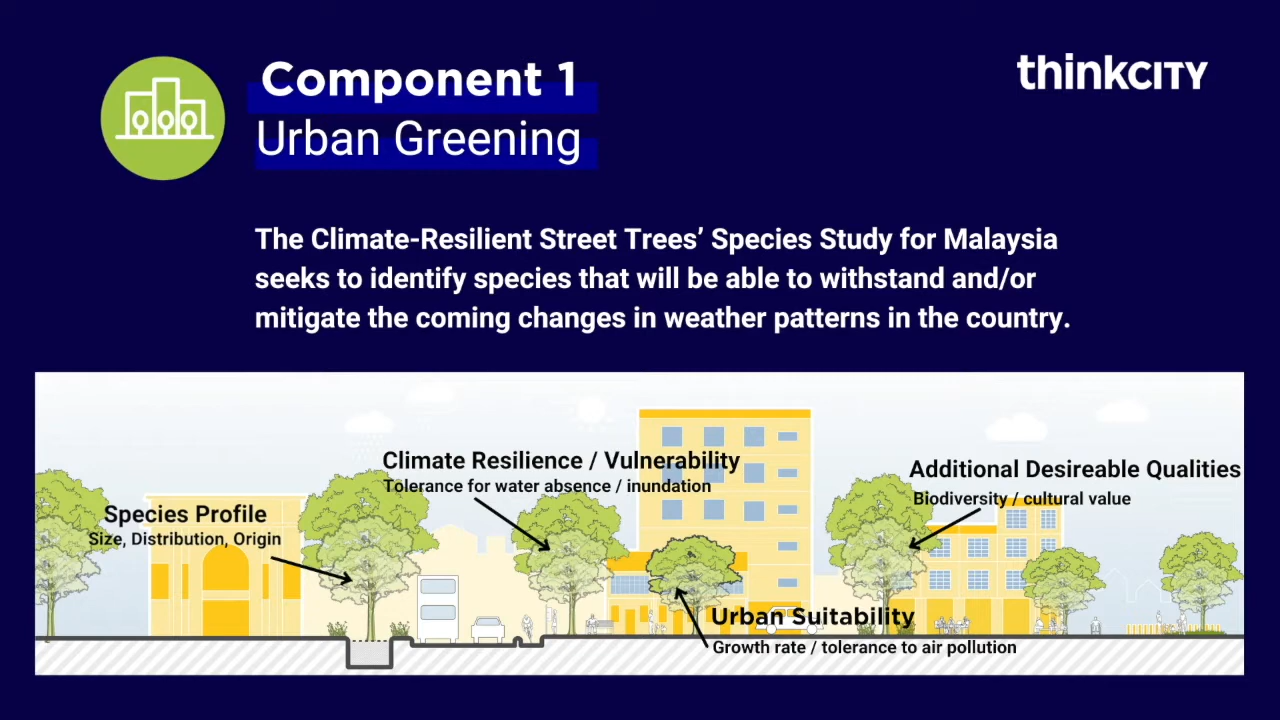 Component 1
Urban Greening
thinkCITY
The Climate-Resilient Street Trees’ Species Study for Malaysia
seeks to identify species that will be able to withstand and/or
mitigate the coming changes in weather patterns in the country.
Climate Resilience / Vulnerability
Tolerance for water absence / inundation
Additional Desireable Qualities
Biodiversity / cultural value
Species Profile
Size, Distribution, Origin
Urban Suitability
Growth rate / tolerance to air pollution